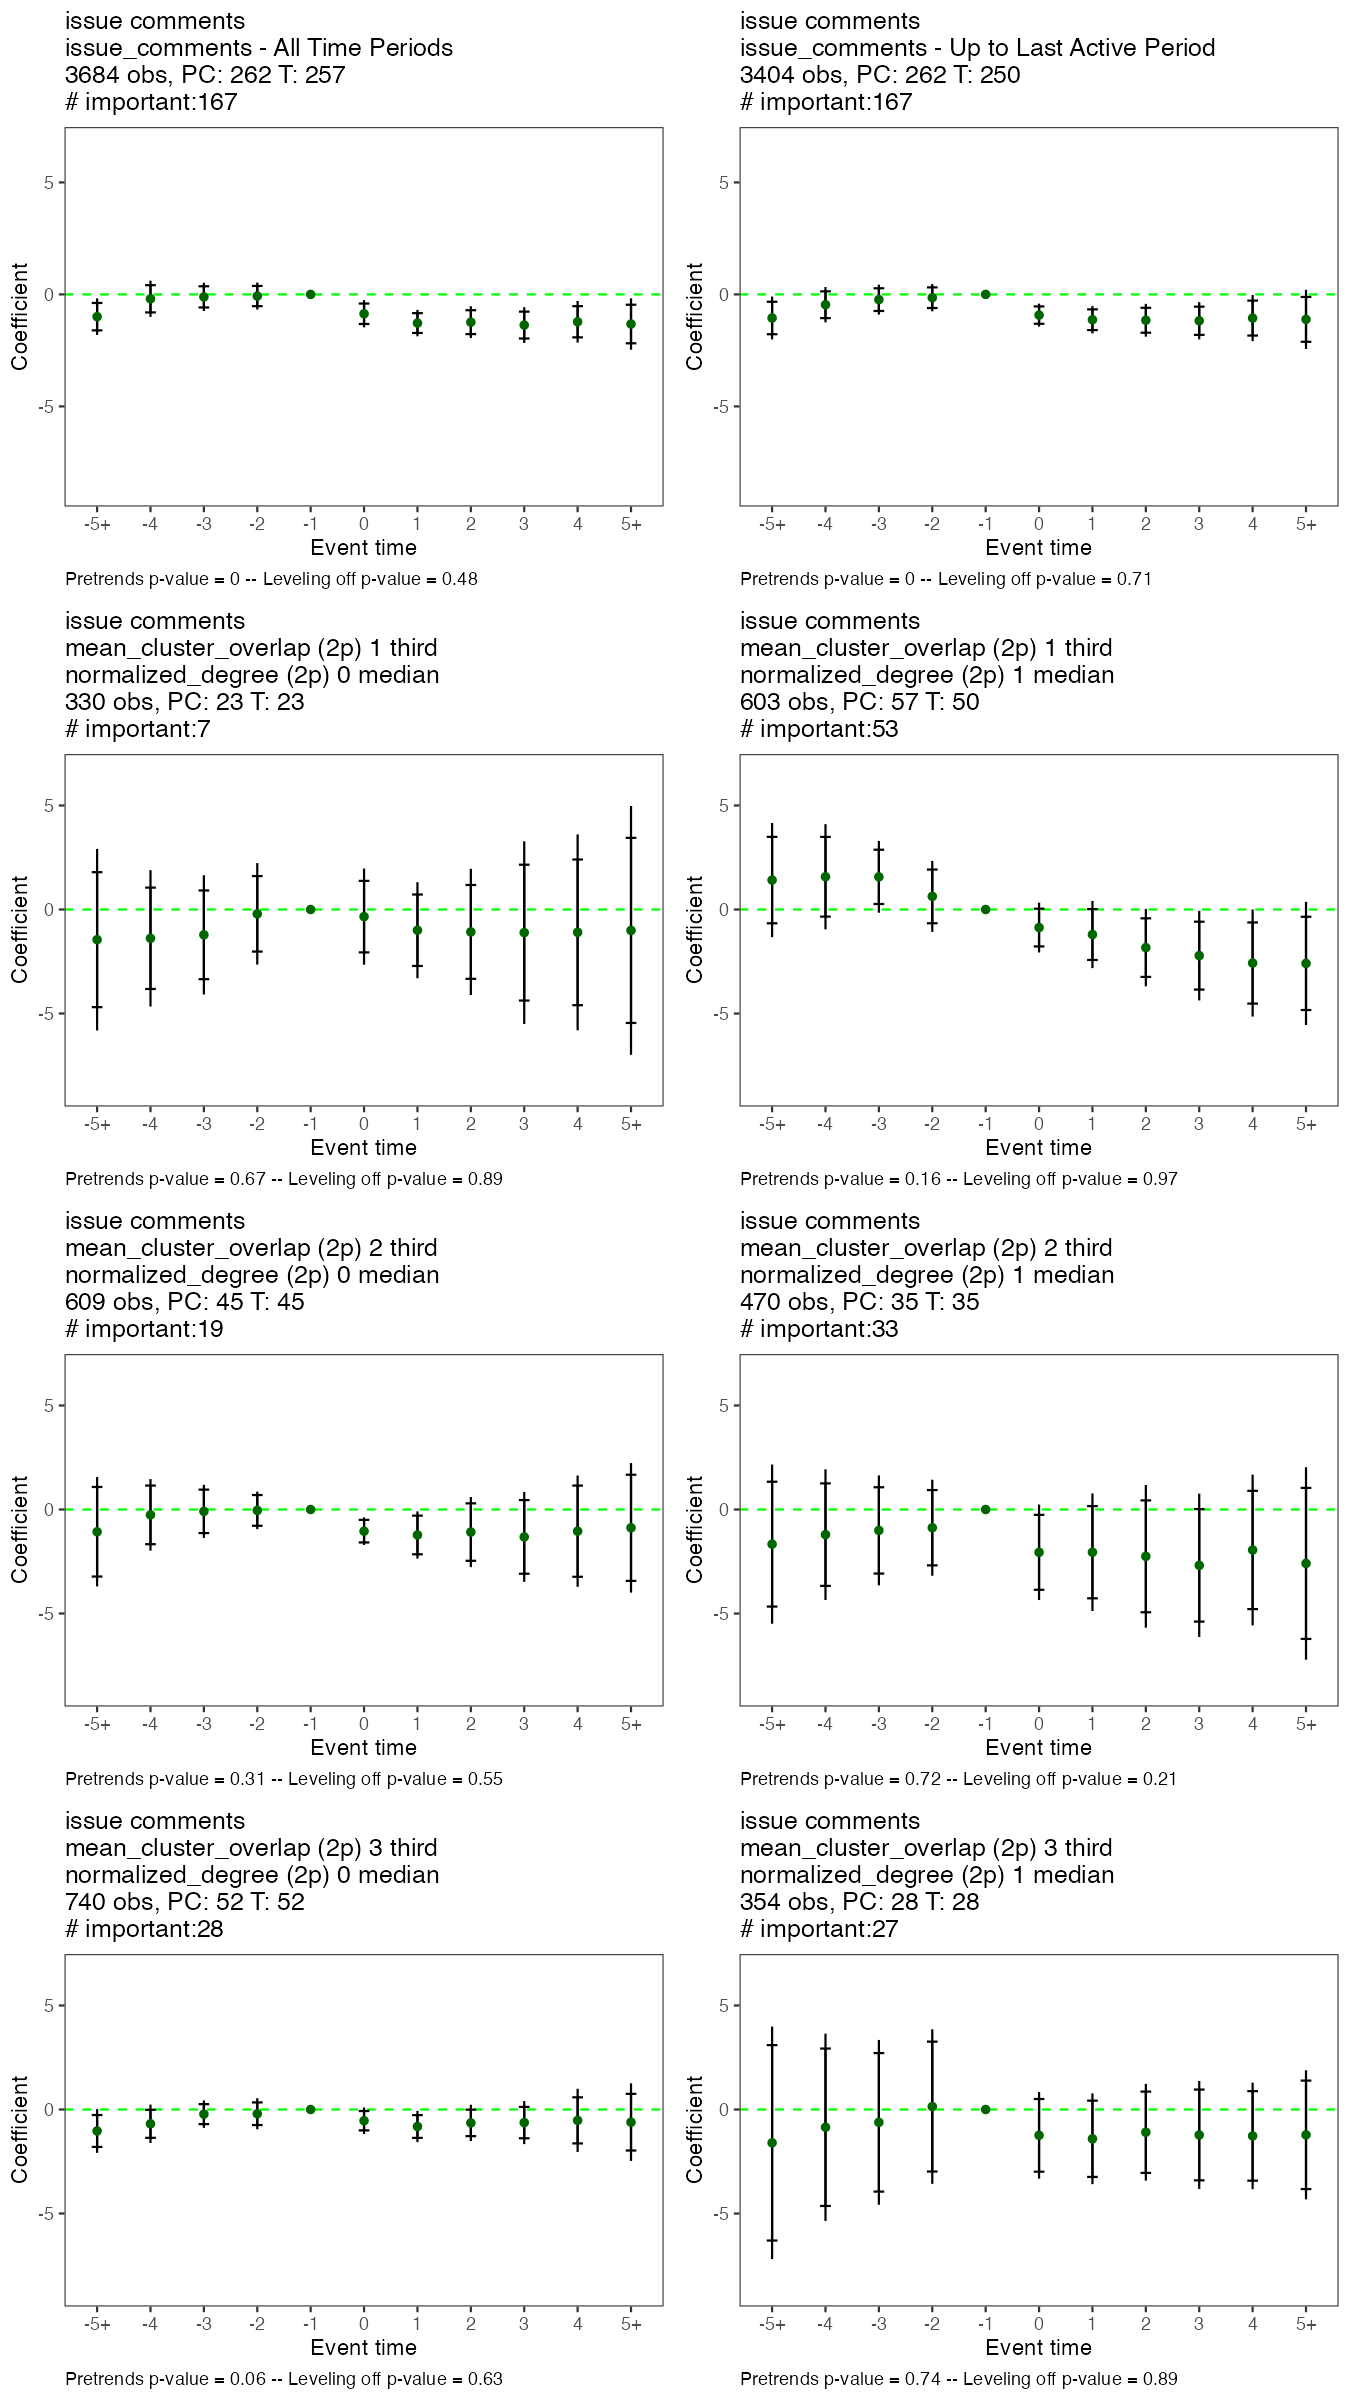 issue comments
issue_comments - All Time Periods
3684 obs, PC: 262 T: 257
# important:167
5
0
-5
Coefficient
-5+ -4 -3 -2 -1 0 1 2 3 4 5+
Event time
Pretrends p-value = 0 -- Leveling off p-value = 0.48
issue comments
issue_comments - Up to Last Active Period
3404 obs, PC: 262 T: 250
# important:167
5
0
-5
Coefficient
-5+ -4 -3 -2 -1 0 1 2 3 4 5+
Event time
Pretrends p-value = 0 -- Leveling off p-value = 0.71
issue comments
mean_cluster_overlap (2p) 1 third
normalized_degree (2p) 0 median
330 obs, PC: 23 T: 23
# important:7
5
0
-5
Coefficient
-5+ -4 -3 -2 -1 0 1 2 3 4 5+
Event time
Pretrends p-value = 0.67 -- Leveling off p-value = 0.89
issue comments
mean_cluster_overlap (2p) 1 third
normalized_degree (2p) 1 median
603 obs, PC: 57 T: 50
# important:53
5
0
-5
Coefficient
-5+ -4 -3 -2 -1 0 1 2 3 4 5+
Event time
Pretrends p-value = 0.16 -- Leveling off p-value = 0.97
issue comments
mean_cluster_overlap (2p) 2 third
normalized_degree (2p) 0 median
609 obs, PC: 45 T: 45
# important:19
5
0
-5
Coefficient
-5+ -4 -3 -2 -1 0 1 2 3 4 5+
Event time
Pretrends p-value = 0.31 -- Leveling off p-value = 0.55
issue comments
mean_cluster_overlap (2p) 2 third
normalized_degree (2p) 1 median
470 obs, PC: 35 T: 35
# important:33
5
0
-5
Coefficient
-5+ -4 -3 -2 -1 0 1 2 3 4 5+
Event time
Pretrends p-value = 0.72 -- Leveling off p-value = 0.21
issue comments
mean_cluster_overlap (2p) 3 third
normalized_degree (2p) 0 median
740 obs, PC: 52 T: 52
# important:28
5
0
-5
Coefficient
-5+ -4 -3 -2 -1 0 1 2 3 4 5+
Event time
Pretrends p-value = 0.06 -- Leveling off p-value = 0.63
issue comments
mean_cluster_overlap (2p) 3 third
normalized_degree (2p) 1 median
354 obs, PC: 28 T: 28
# important:27
5
0
-5
Coefficient
-5+ -4 -3 -2 -1 0 1 2 3 4 5+
Event time
Pretrends p-value = 0.74 -- Leveling off p-value = 0.89